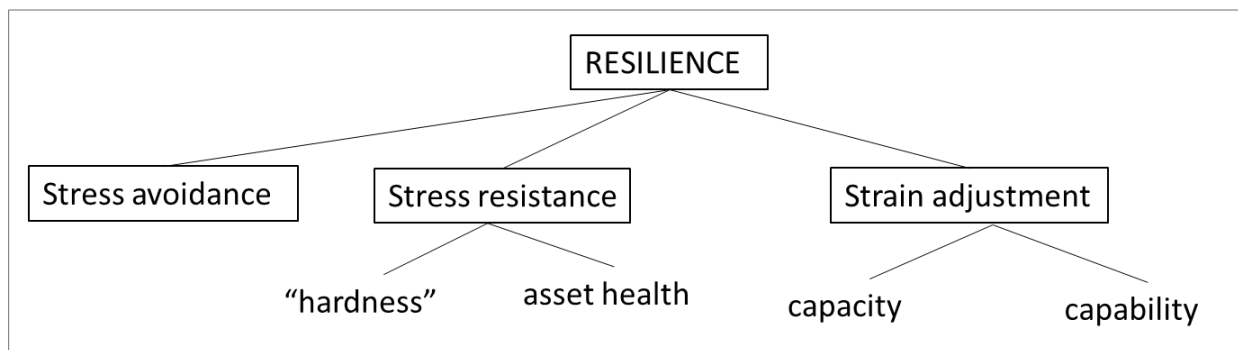 RESILIENCE
Stress avoidance
Stress resistance
Strain adjustment
“hardness”
asset health
capacity
capability